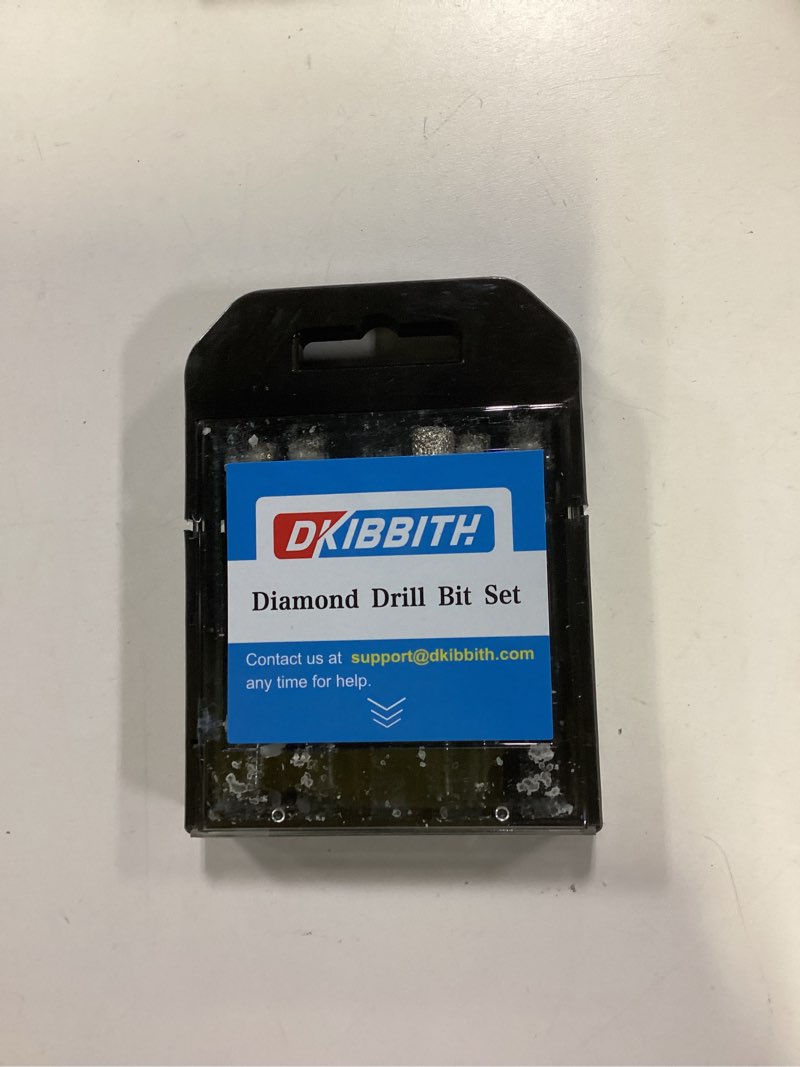 DKIBBITH
Diamond Drill Bit Set
Contact us at support@dkibbith.com
any time for help.